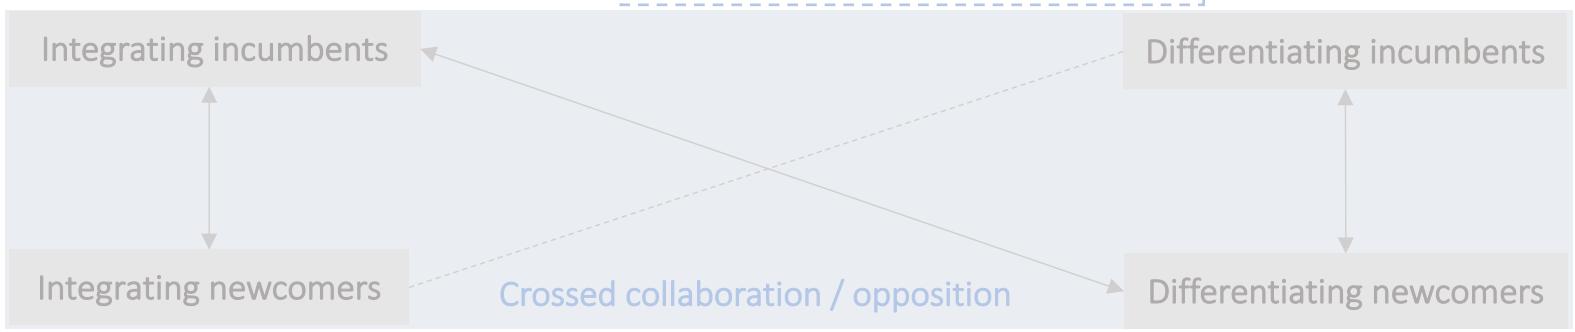 Integrating incumbents
Differentiating incumbents
Integrating newcomers
Crossed collaboration / opposition
Differentiating newcomers